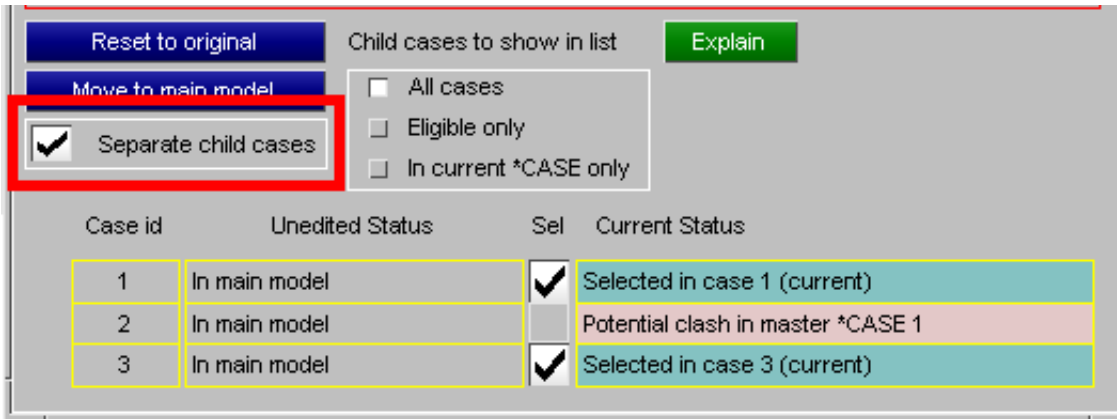 Reset to original
Child cases to show in list
Explain
Move to main model
All cases
Separate child cases
Eligible only
In current *CASE only
Case id Unedited Status Sel Current Status
1 In main model Selected in case 1 (current)
2 In main model Potential clash in master *CASE 1
3 In main model Selected in case 3 (current)